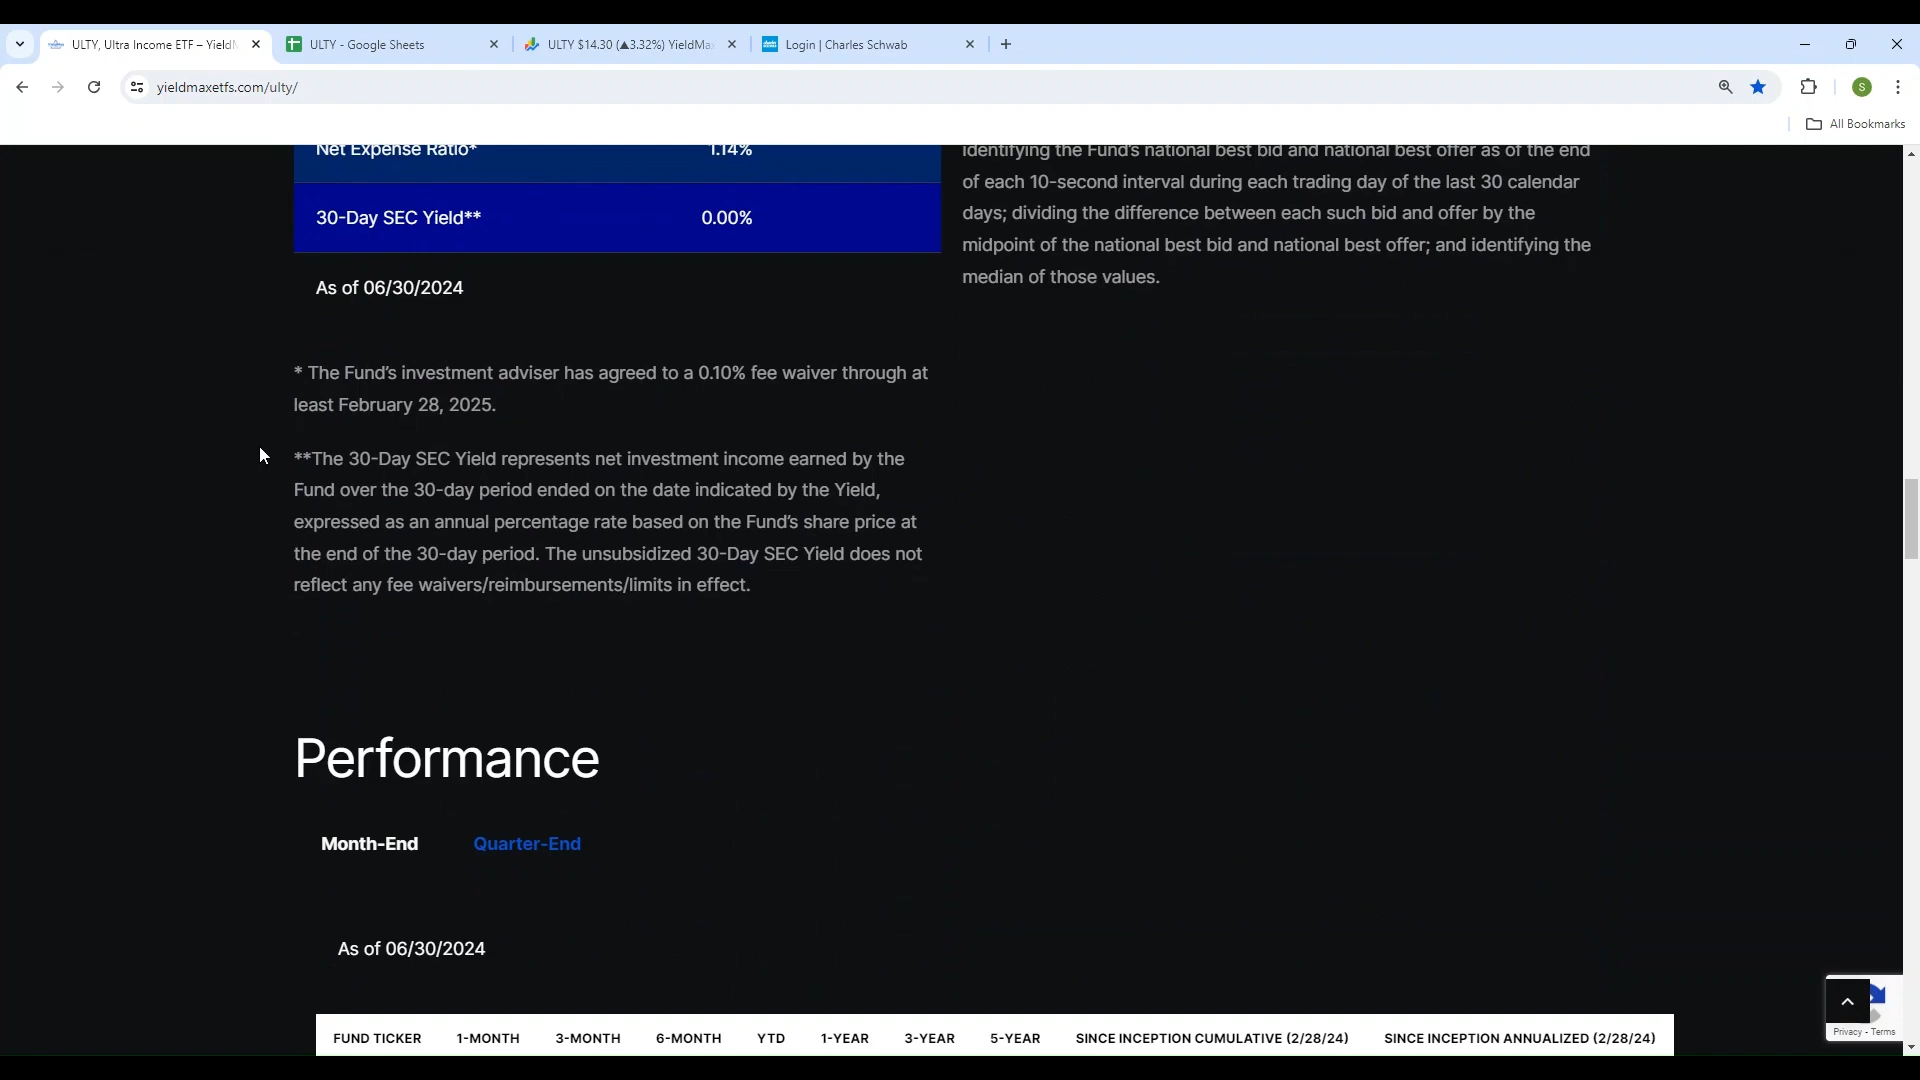 ULTY, Ultra Income ETF – Yield
ULTY - Google Sheets
ULTY $14.30 (▲3.32%) YieldMa
Login | Charles Schwab
yieldmaxetfs.com/ulty/
S
All Bookmarks
Net Expense Ratio* 1.14%
30-Day SEC Yield** 0.00%
As of 06/30/2024
* The Fund's investment adviser has agreed to a 0.10% fee waiver through at
least February 28, 2025.
**The 30-Day SEC Yield represents net investment income earned by the
Fund over the 30-day period ended on the date indicated by the Yield,
expressed as an annual percentage rate based on the Fund's share price at
the end of the 30-day period. The unsubsidized 30-Day SEC Yield does not
reflect any fee waivers/reimbursements/limits in effect.
identifying the Fund's national best bid and national best offer as of the end
of each 10-second interval during each trading day of the last 30 calendar
days; dividing the difference between each such bid and offer by the
midpoint of the national best bid and national best offer; and identifying the
median of those values.
Performance
Month-End Quarter-End
As of 06/30/2024
FUND TICKER 1-MONTH 3-MONTH 6-MONTH YTD 1-YEAR 3-YEAR 5-YEAR SINCE INCEPTION CUMULATIVE (2/28/24) SINCE INCEPTION ANNUALIZED (2/28/24)
Privacy - Terms